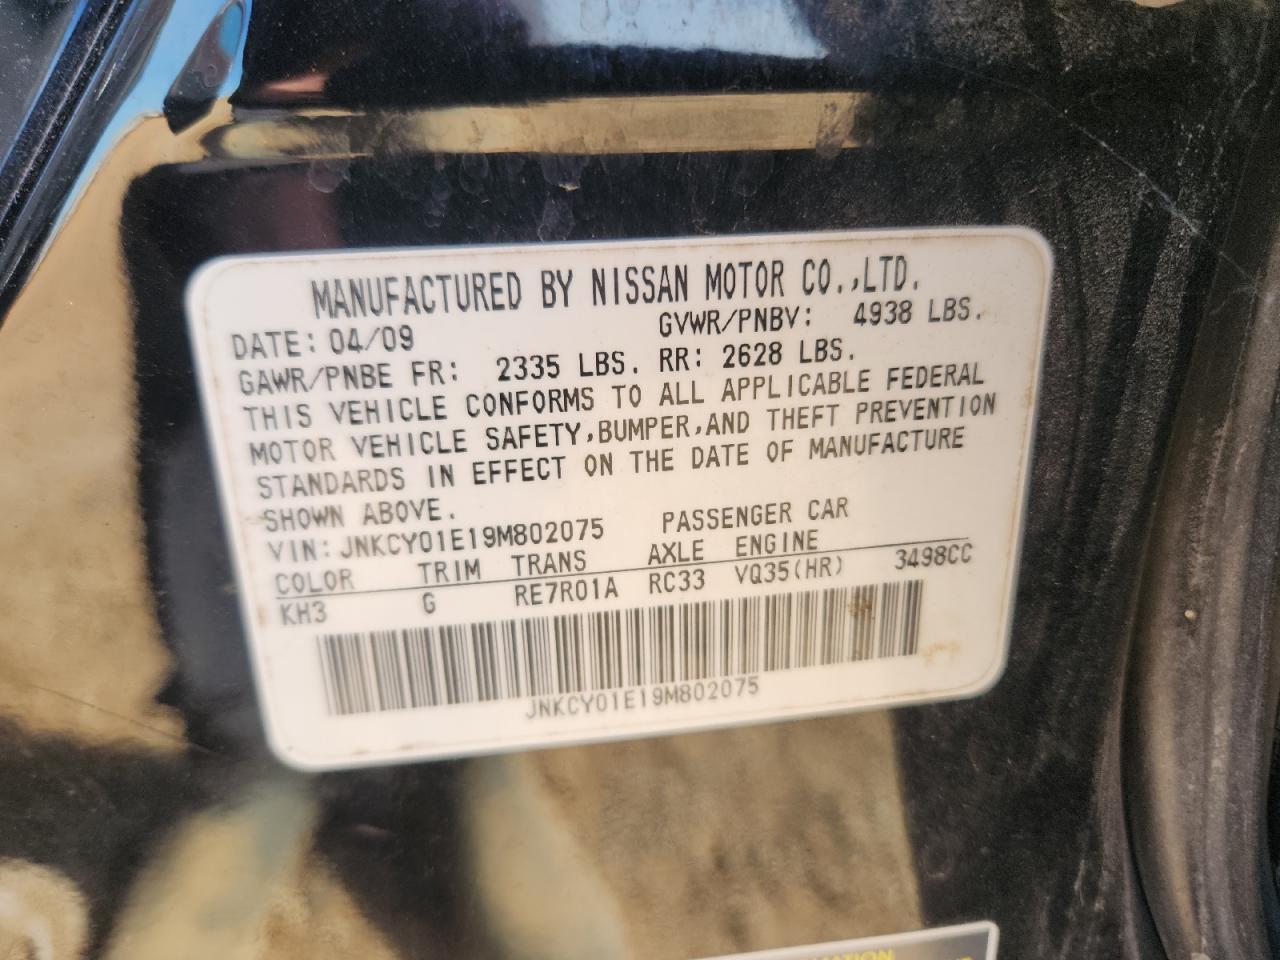 MANUFACTURED BY NISSAN MOTOR CO.,LTD.
DATE: 04/09 GVWR/PNBV: 4938 LBS.
GAWR/PNBE FR: 2335 LBS. RR: 2628 LBS.
THIS VEHICLE CONFORMS TO ALL APPLICABLE FEDERAL
MOTOR VEHICLE SAFETY,BUMPER,AND THEFT PREVENTION
STANDARDS IN EFFECT ON THE DATE OF MANUFACTURE
SHOWN ABOVE.
VIN: JNKCY01E19M802075 PASSENGER CAR
COLOR TRIM TRANS AXLE ENGINE
KH3 G RE7R01A RC33 VQ35(HR) 3498CC
JNKCY01E19M802075